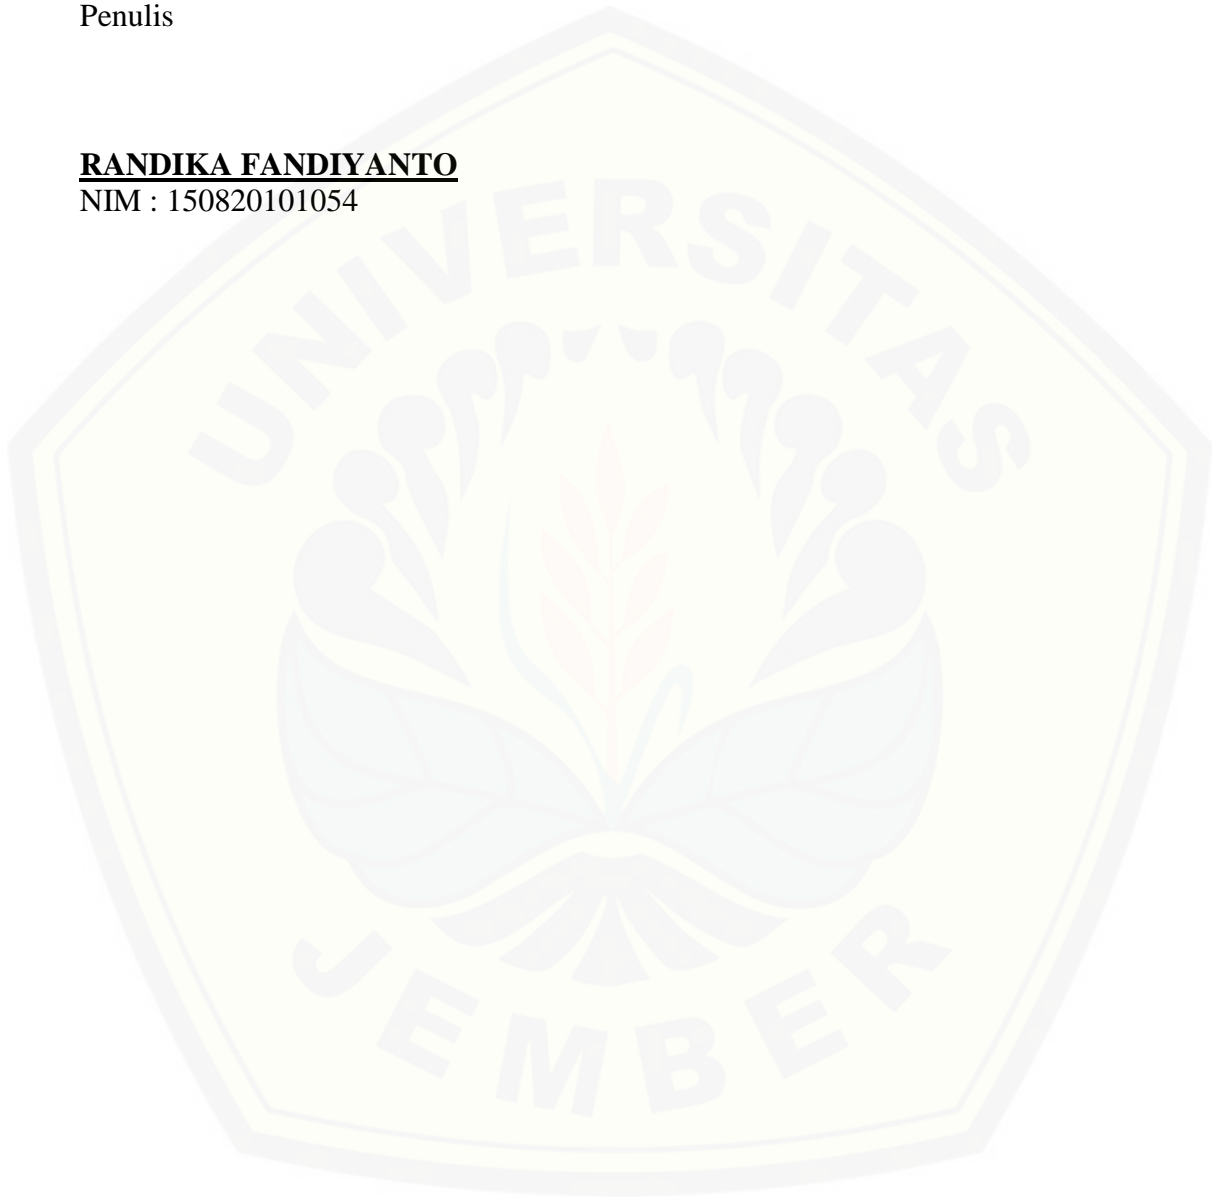 Penulis
RANDIKA FANDIYANTO
NIM : 150820101054
UNIVERSITAS
JEMBER